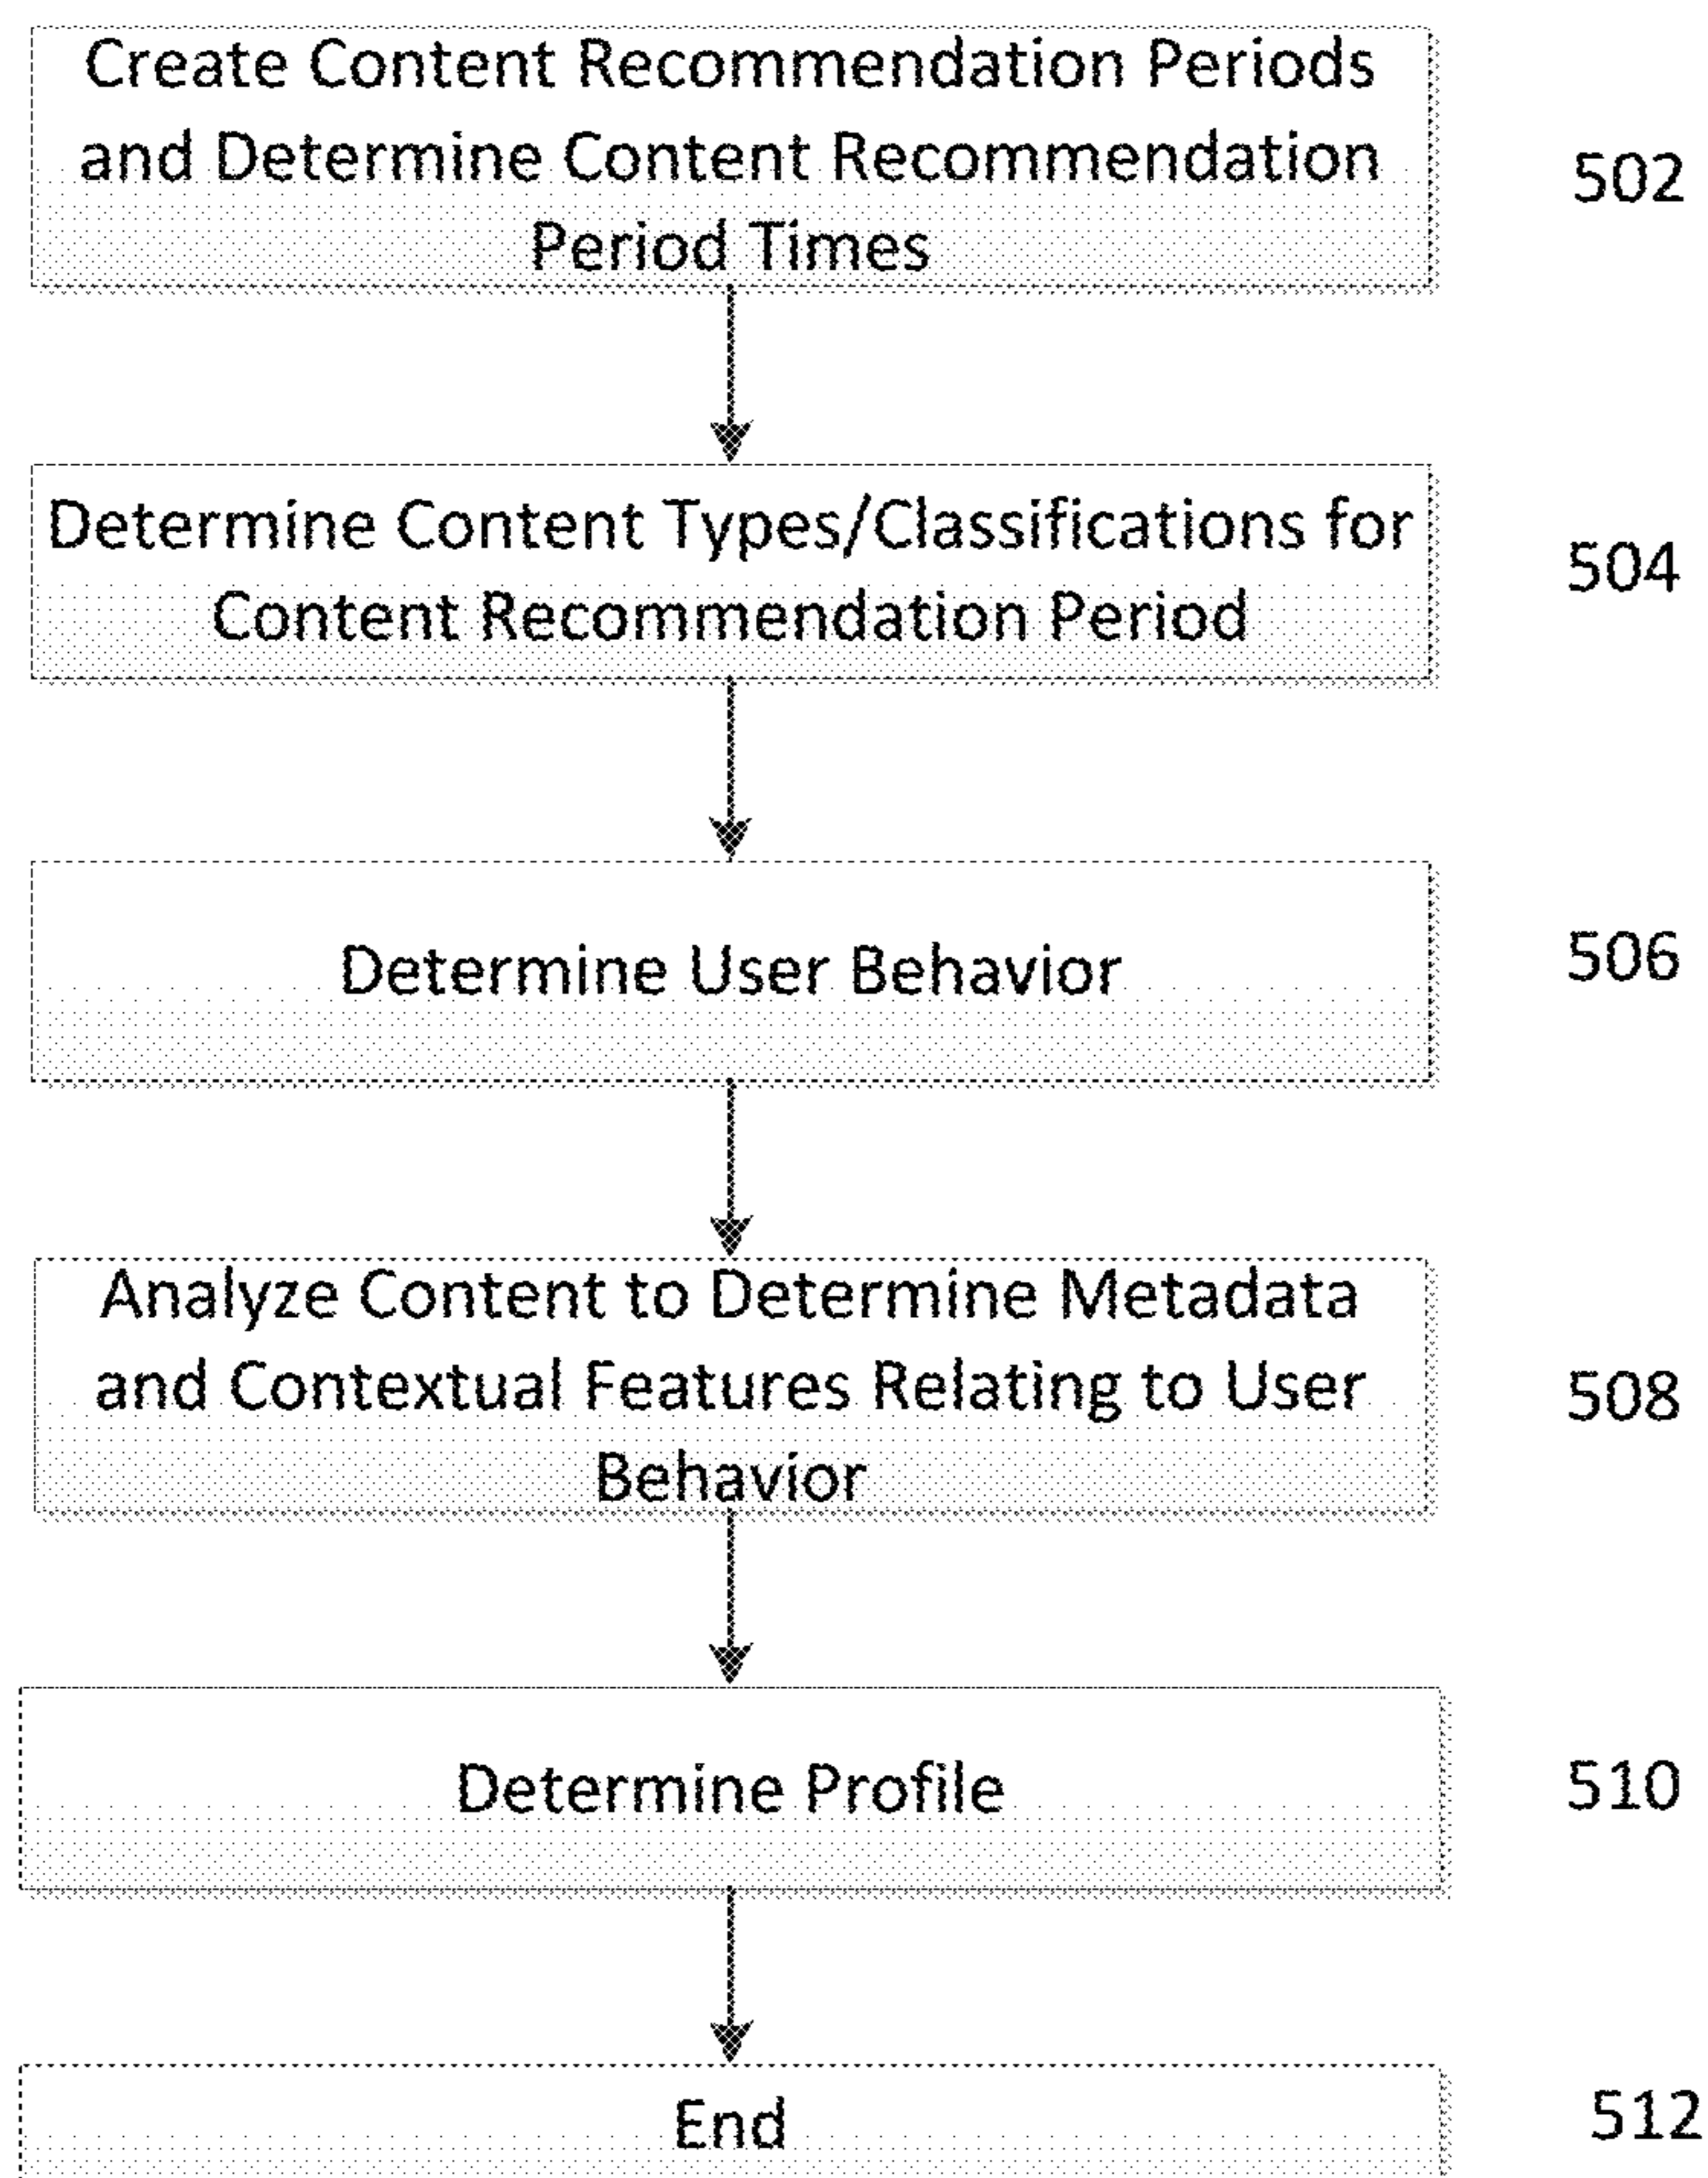 Create Content Recommendation Periods
and Determine Content Recommendation
Period Times
502
Determine Content Types/Classifications for
Content Recommendation Period
504
Determine User Behavior
506
Analyze Content to Determine Metadata
and Contextual Features Relating to User
Behavior
508
Determine Profile
510
End
512